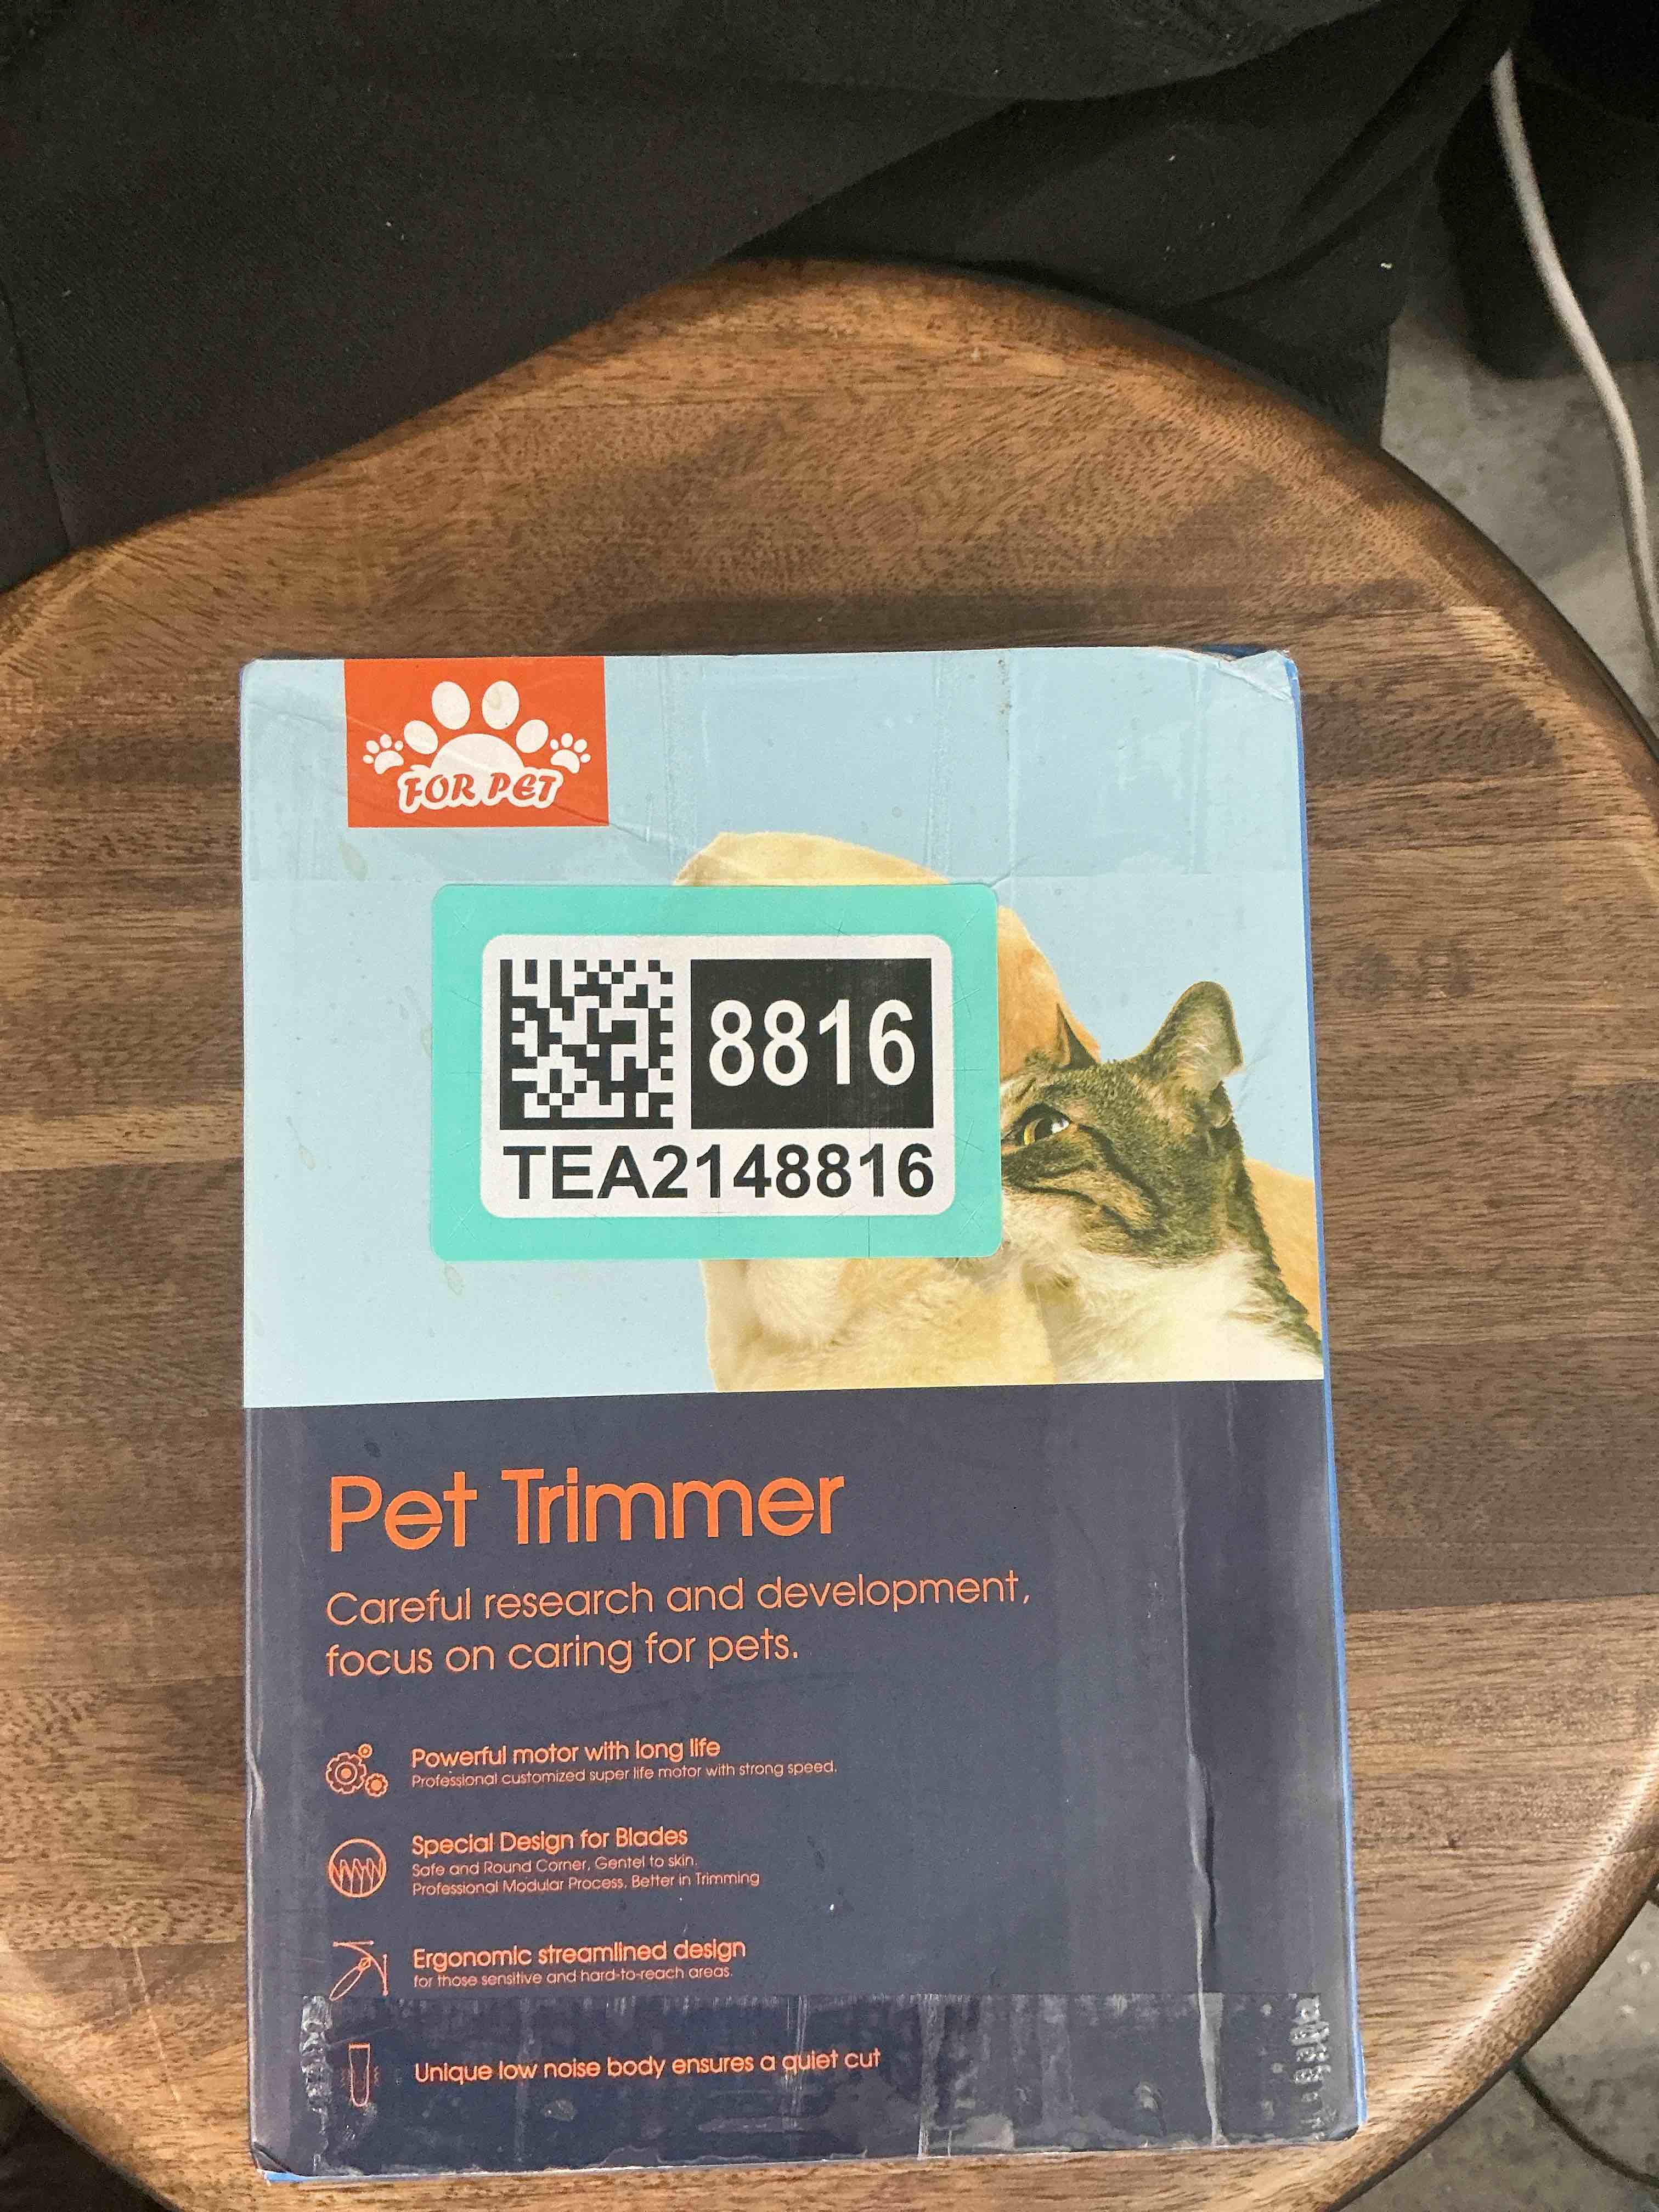 FOR PET
8816
TEA2148816
Pet Trimmer
Careful research and development,
focus on caring for pets.
Powerful motor with long life
Professional customized super life motor with strong speed.
Special Design for Blades
Safe and Round Corner, Gentel to skin.
Professional Modular Process, Better in Trimming
Ergonomic streamlined design
for those sensitive and hard-to-reach areas.
Unique low noise body ensures a quiet cut